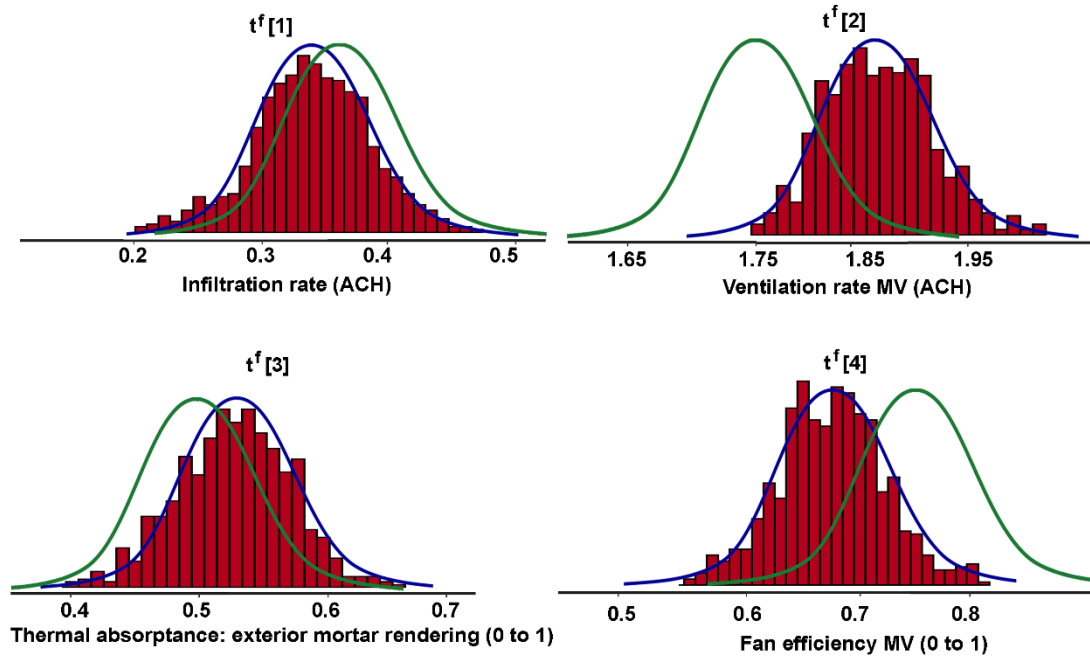 t^f [1]
t^f [2]
0.2 0.3 0.4 0.5
1.65 1.75 1.85 1.95
Infiltration rate (ACH)
Ventilation rate MV (ACH)
t^f [3]
t^f [4]
0.4 0.5 0.6 0.7
0.5 0.6 0.7 0.8
Thermal absorptance: exterior mortar rendering (0 to 1)
Fan efficiency MV (0 to 1)